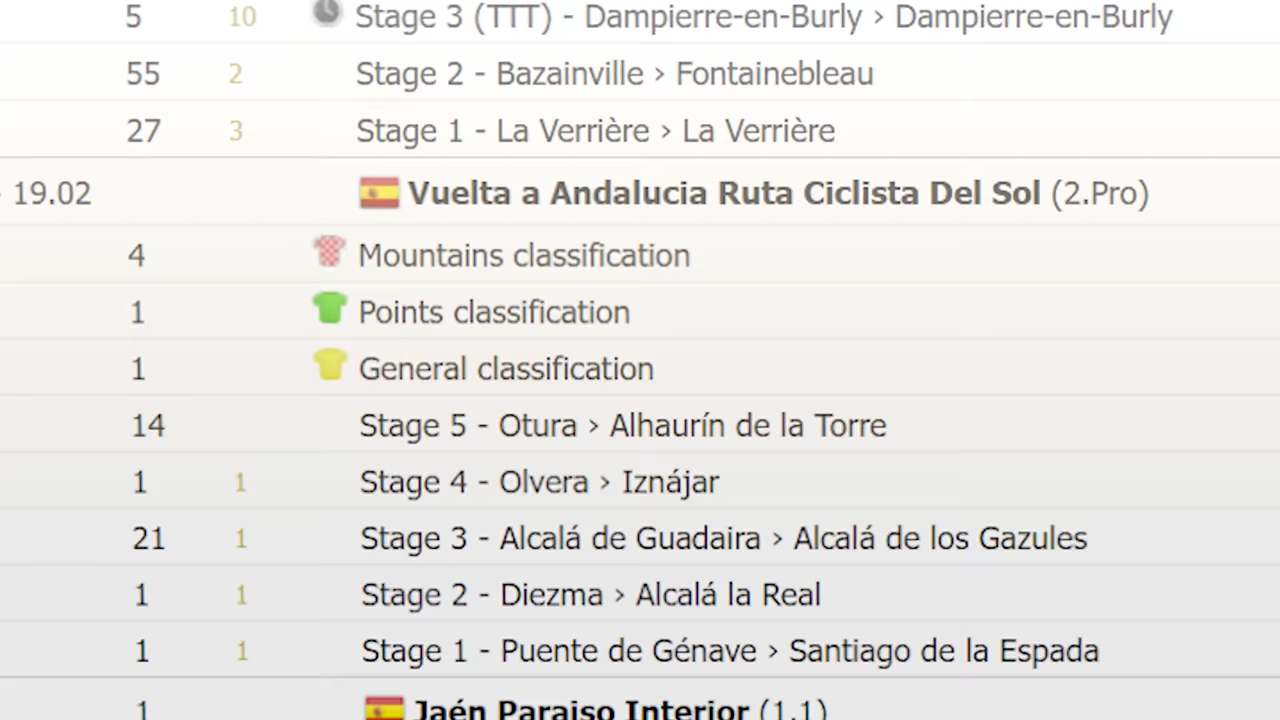 5 10 Stage 3 (TTT) - Dampierre-en-Burly › Dampierre-en-Burly
55 2 Stage 2 - Bazainville › Fontainebleau
27 3 Stage 1 - La Verrière › La Verrière
19.02 Vuelta a Andalucia Ruta Ciclista Del Sol (2.Pro)
4 Mountains classification
1 Points classification
1 General classification
14 Stage 5 - Otura › Alhaurín de la Torre
1 1 Stage 4 - Olvera › Iznájar
21 1 Stage 3 - Alcalá de Guadaira › Alcalá de los Gazules
1 1 Stage 2 - Diezma › Alcalá la Real
1 1 Stage 1 - Puente de Génave › Santiago de la Espada
1 Jaén Paraiso Interior (1.1)